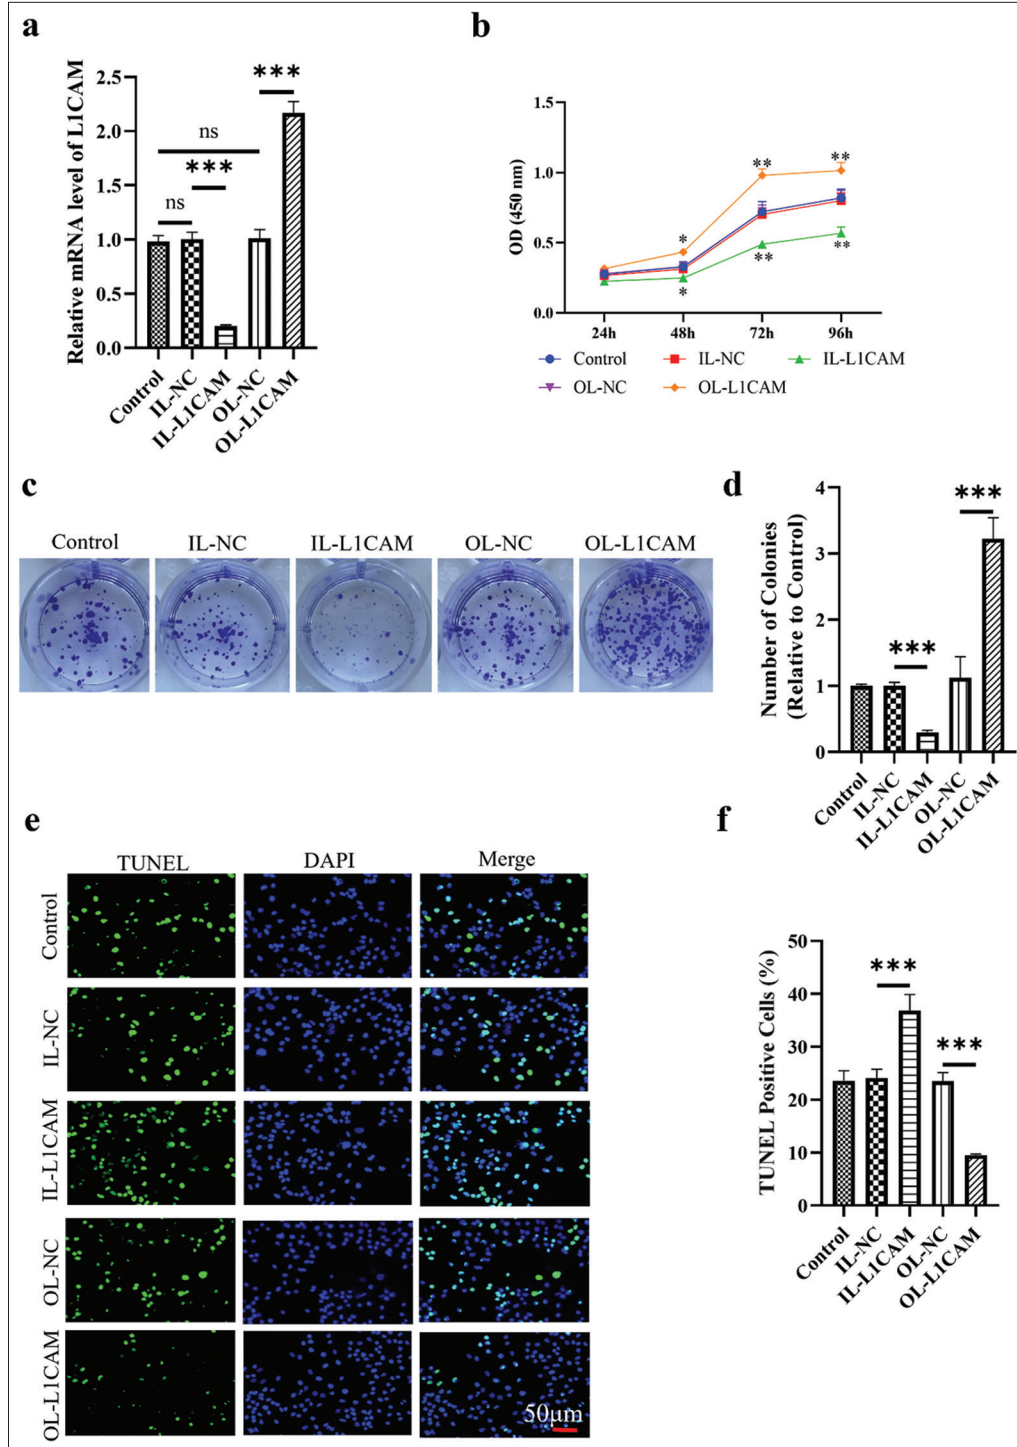 a
Relative mRNA level of L1CAM
2.5
2.0
1.5
1.0
0.5
0.0
***
ns
***
ns
Control
IL-NC
IL-L1CAM
OL-NC
OL-L1CAM
b
OD (450 nm)
1.5
1.0
0.5
0.0
*
*
**
**
**
**
24h 48h 72h 96h
Control IL-NC IL-L1CAM
OL-NC OL-L1CAM
c
Control IL-NC IL-L1CAM OL-NC OL-L1CAM
d
Number of Colonies
(Relative to Control)
4
3
2
1
0
***
***
Control
IL-NC
IL-L1CAM
OL-NC
OL-L1CAM
e
TUNEL DAPI Merge
Control
IL-NC
IL-L1CAM
OL-NC
OL-L1CAM
50μm
f
TUNEL Positive Cells (%)
50
40
30
20
10
0
***
***
Control
IL-NC
IL-L1CAM
OL-NC
OL-L1CAM